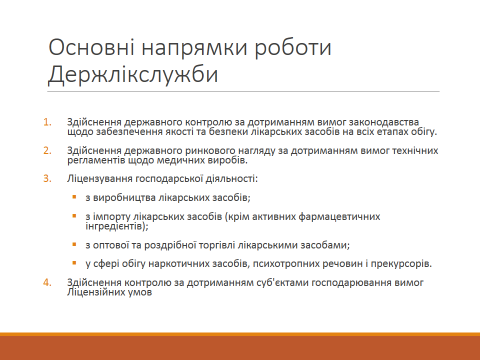 Основні напрямки роботи
Держлікслужби
1. Здійснення державного контролю за дотриманням вимог законодавства
щодо забезпечення якості та безпеки лікарських засобів на всіх етапах обігу.
2. Здійснення державного ринкового нагляду за дотриманням вимог технічних
регламентів щодо медичних виробів.
3. Ліцензування господарської діяльності:
▪ з виробництва лікарських засобів;
▪ з імпорту лікарських засобів (крім активних фармацевтичних
інгредієнтів);
▪ з оптової та роздрібної торгівлі лікарськими засобами;
▪ у сфері обігу наркотичних засобів, психотропних речовин і прекурсорів.
4. Здійснення контролю за дотриманням суб'єктами господарювання вимог
Ліцензійних умов